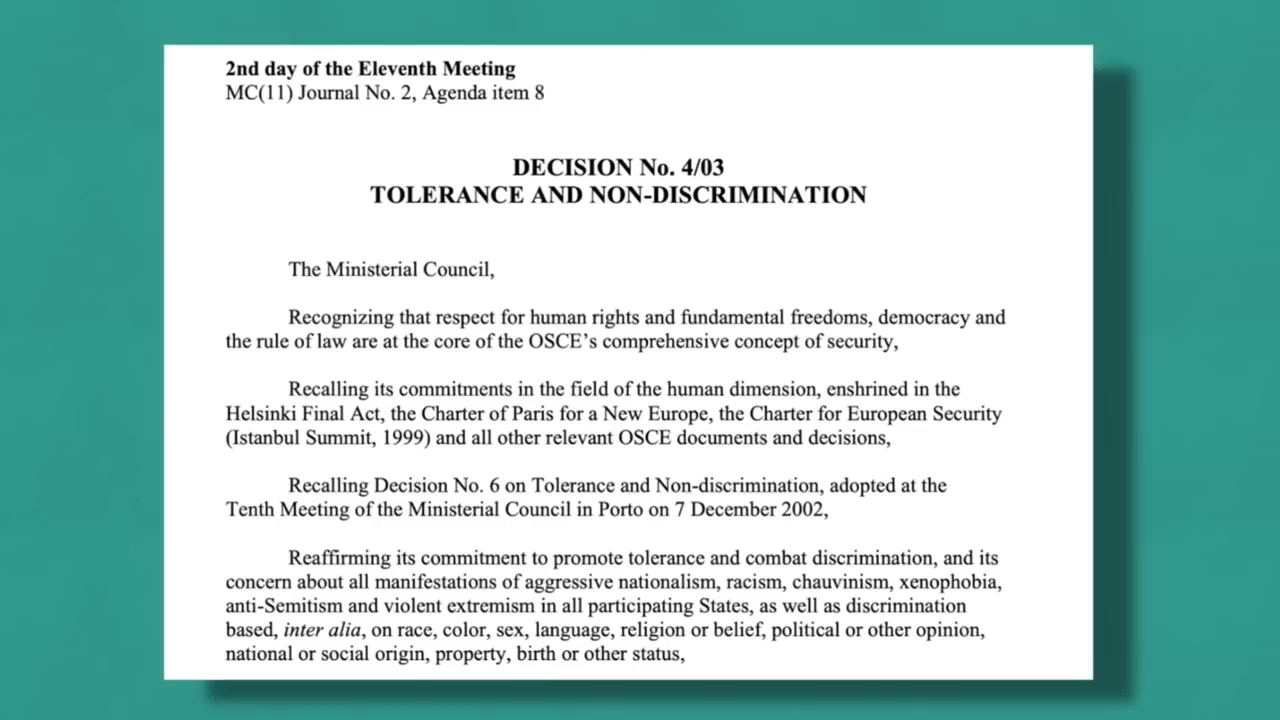 2nd day of the Eleventh Meeting
MC(11) Journal No. 2, Agenda item 8
DECISION No. 4/03
TOLERANCE AND NON-DISCRIMINATION
The Ministerial Council,
Recognizing that respect for human rights and fundamental freedoms, democracy and
the rule of law are at the core of the OSCE’s comprehensive concept of security,
Recalling its commitments in the field of the human dimension, enshrined in the
Helsinki Final Act, the Charter of Paris for a New Europe, the Charter for European Security
(Istanbul Summit, 1999) and all other relevant OSCE documents and decisions,
Recalling Decision No. 6 on Tolerance and Non-discrimination, adopted at the
Tenth Meeting of the Ministerial Council in Porto on 7 December 2002,
Reaffirming its commitment to promote tolerance and combat discrimination, and its
concern about all manifestations of aggressive nationalism, racism, chauvinism, xenophobia,
anti-Semitism and violent extremism in all participating States, as well as discrimination
based, inter alia, on race, color, sex, language, religion or belief, political or other opinion,
national or social origin, property, birth or other status,